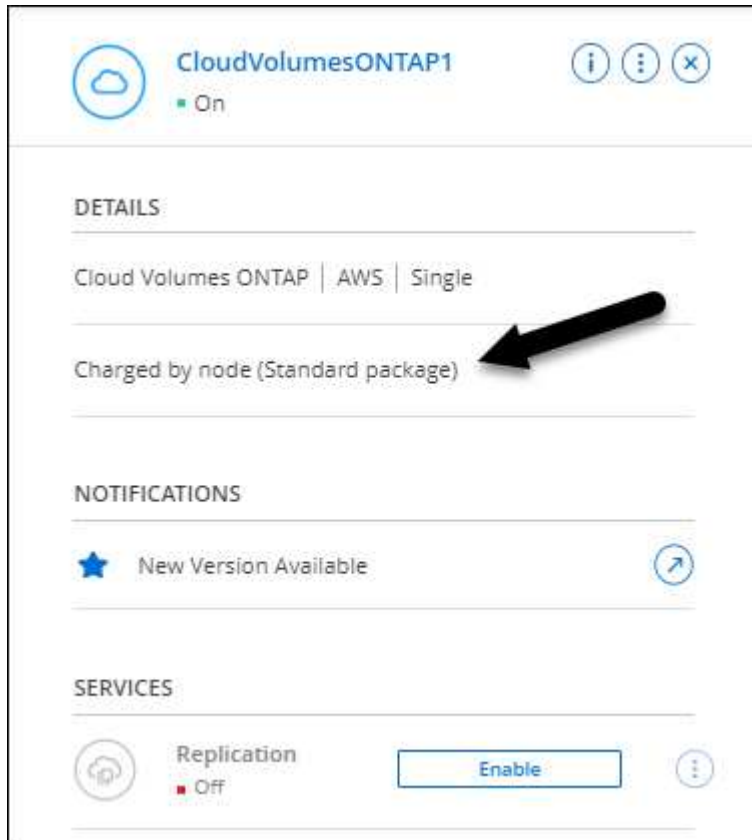 CloudVolumesONTAP1
On
DETAILS
Cloud Volumes ONTAP | AWS | Single
Charged by node (Standard package)
NOTIFICATIONS
New Version Available
SERVICES
Replication
Enable
Off